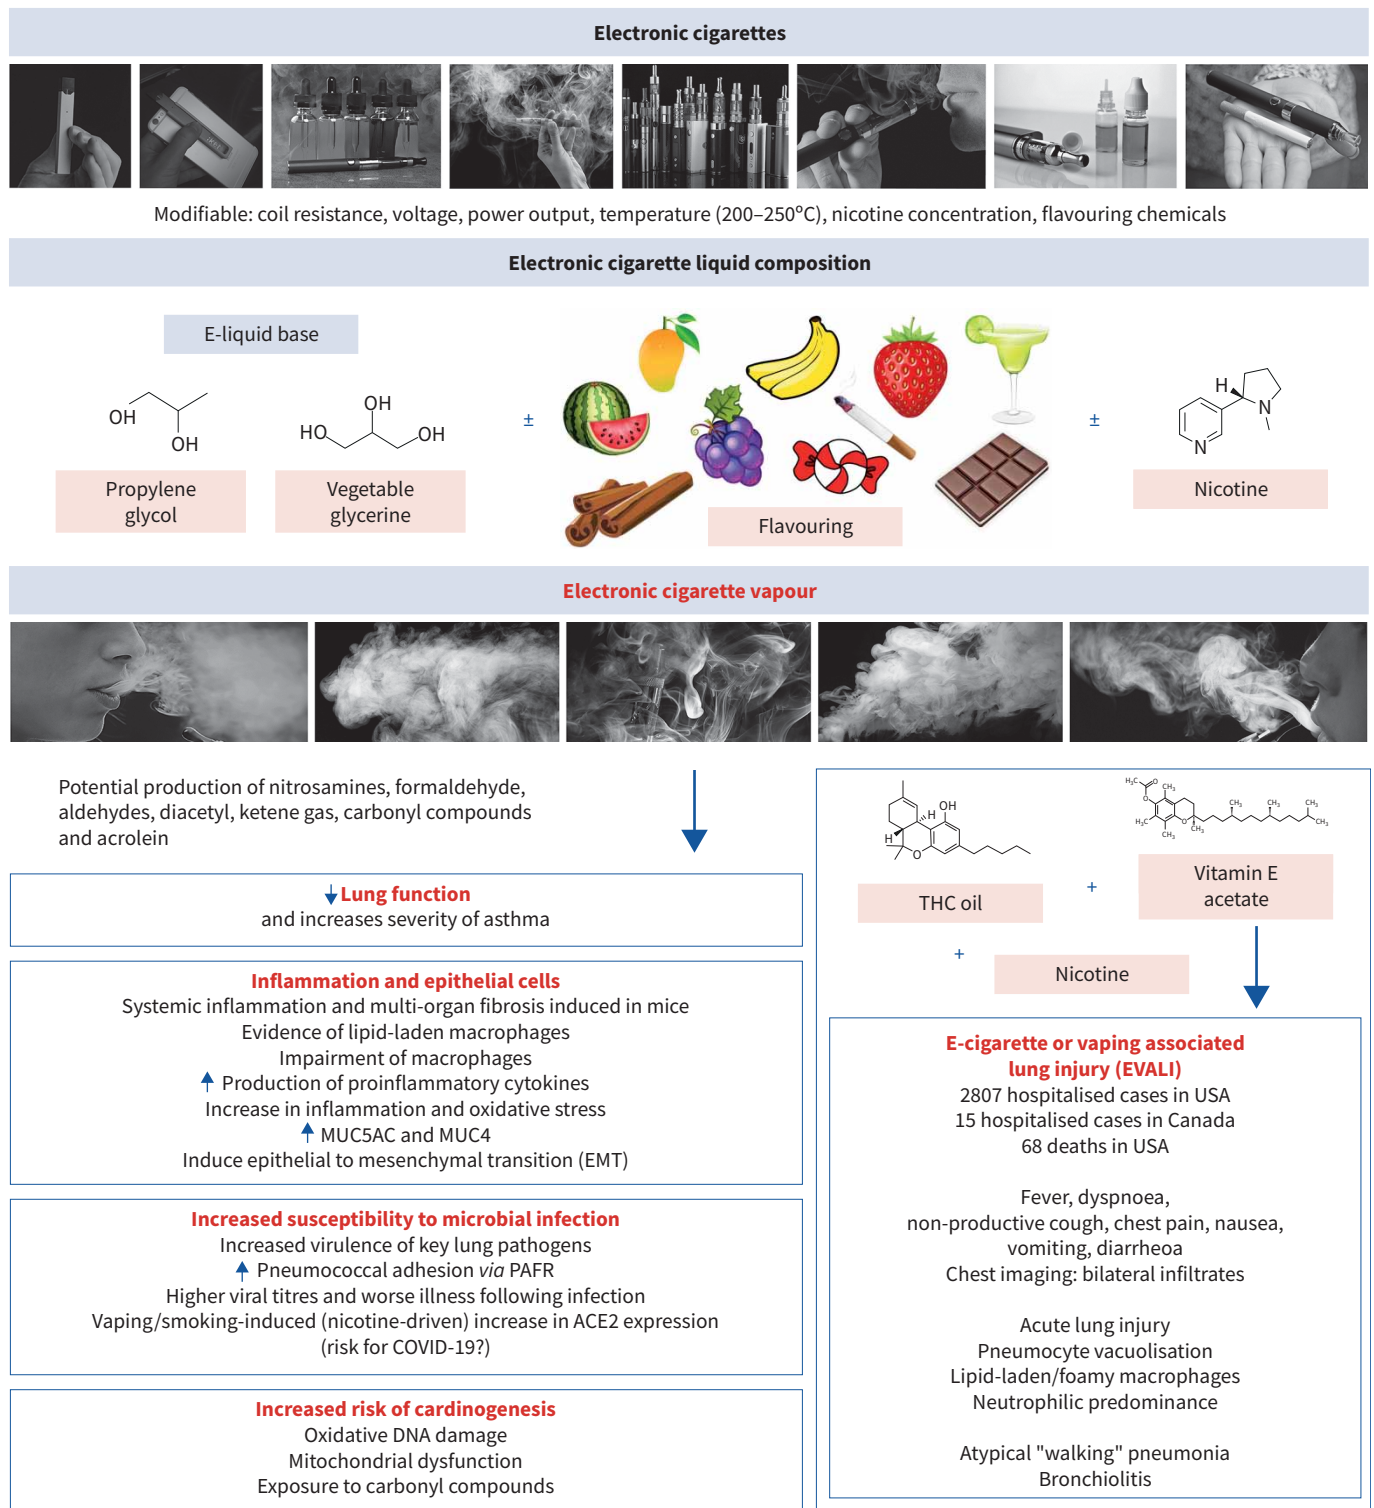 Electronic cigarettes
Modifiable: coil resistance, voltage, power output, temperature (200–250°C), nicotine concentration, flavouring chemicals
Electronic cigarette liquid composition
E-liquid base
OH
OH
OH
HO
OH
Propylene
glycol
Vegetable
glycerine
±
Flavouring
±
H
N
N
Nicotine
Electronic cigarette vapour
Potential production of nitrosamines, formaldehyde,
aldehydes, diacetyl, ketene gas, carbonyl compounds
and acrolein
↓ Lung function
and increases severity of asthma
Inflammation and epithelial cells
Systemic inflammation and multi-organ fibrosis induced in mice
Evidence of lipid-laden macrophages
Impairment of macrophages
↑ Production of proinflammatory cytokines
Increase in inflammation and oxidative stress
↑ MUC5AC and MUC4
Induce epithelial to mesenchymal transition (EMT)
Increased susceptibility to microbial infection
Increased virulence of key lung pathogens
↑ Pneumococcal adhesion via PAFR
Higher viral titres and worse illness following infection
Vaping/smoking-induced (nicotine-driven) increase in ACE2 expression
(risk for COVID-19?)
Increased risk of cardinogenesis
Oxidative DNA damage
Mitochondrial dysfunction
Exposure to carbonyl compounds
OH
H
H
O
THC oil
+
H₃C
O
O
CH₃
H₃C
O
CH₃
CH₃
CH₃
CH₃
CH₃
CH₃
Vitamin E
acetate
+
Nicotine
E-cigarette or vaping associated
lung injury (EVALI)
2807 hospitalised cases in USA
15 hospitalised cases in Canada
68 deaths in USA
Fever, dyspnoea,
non-productive cough, chest pain, nausea,
vomiting, diarrheoa
Chest imaging: bilateral infiltrates
Acute lung injury
Pneumocyte vacuolisation
Lipid-laden/foamy macrophages
Neutrophilic predominance
Atypical "walking" pneumonia
Bronchiolitis